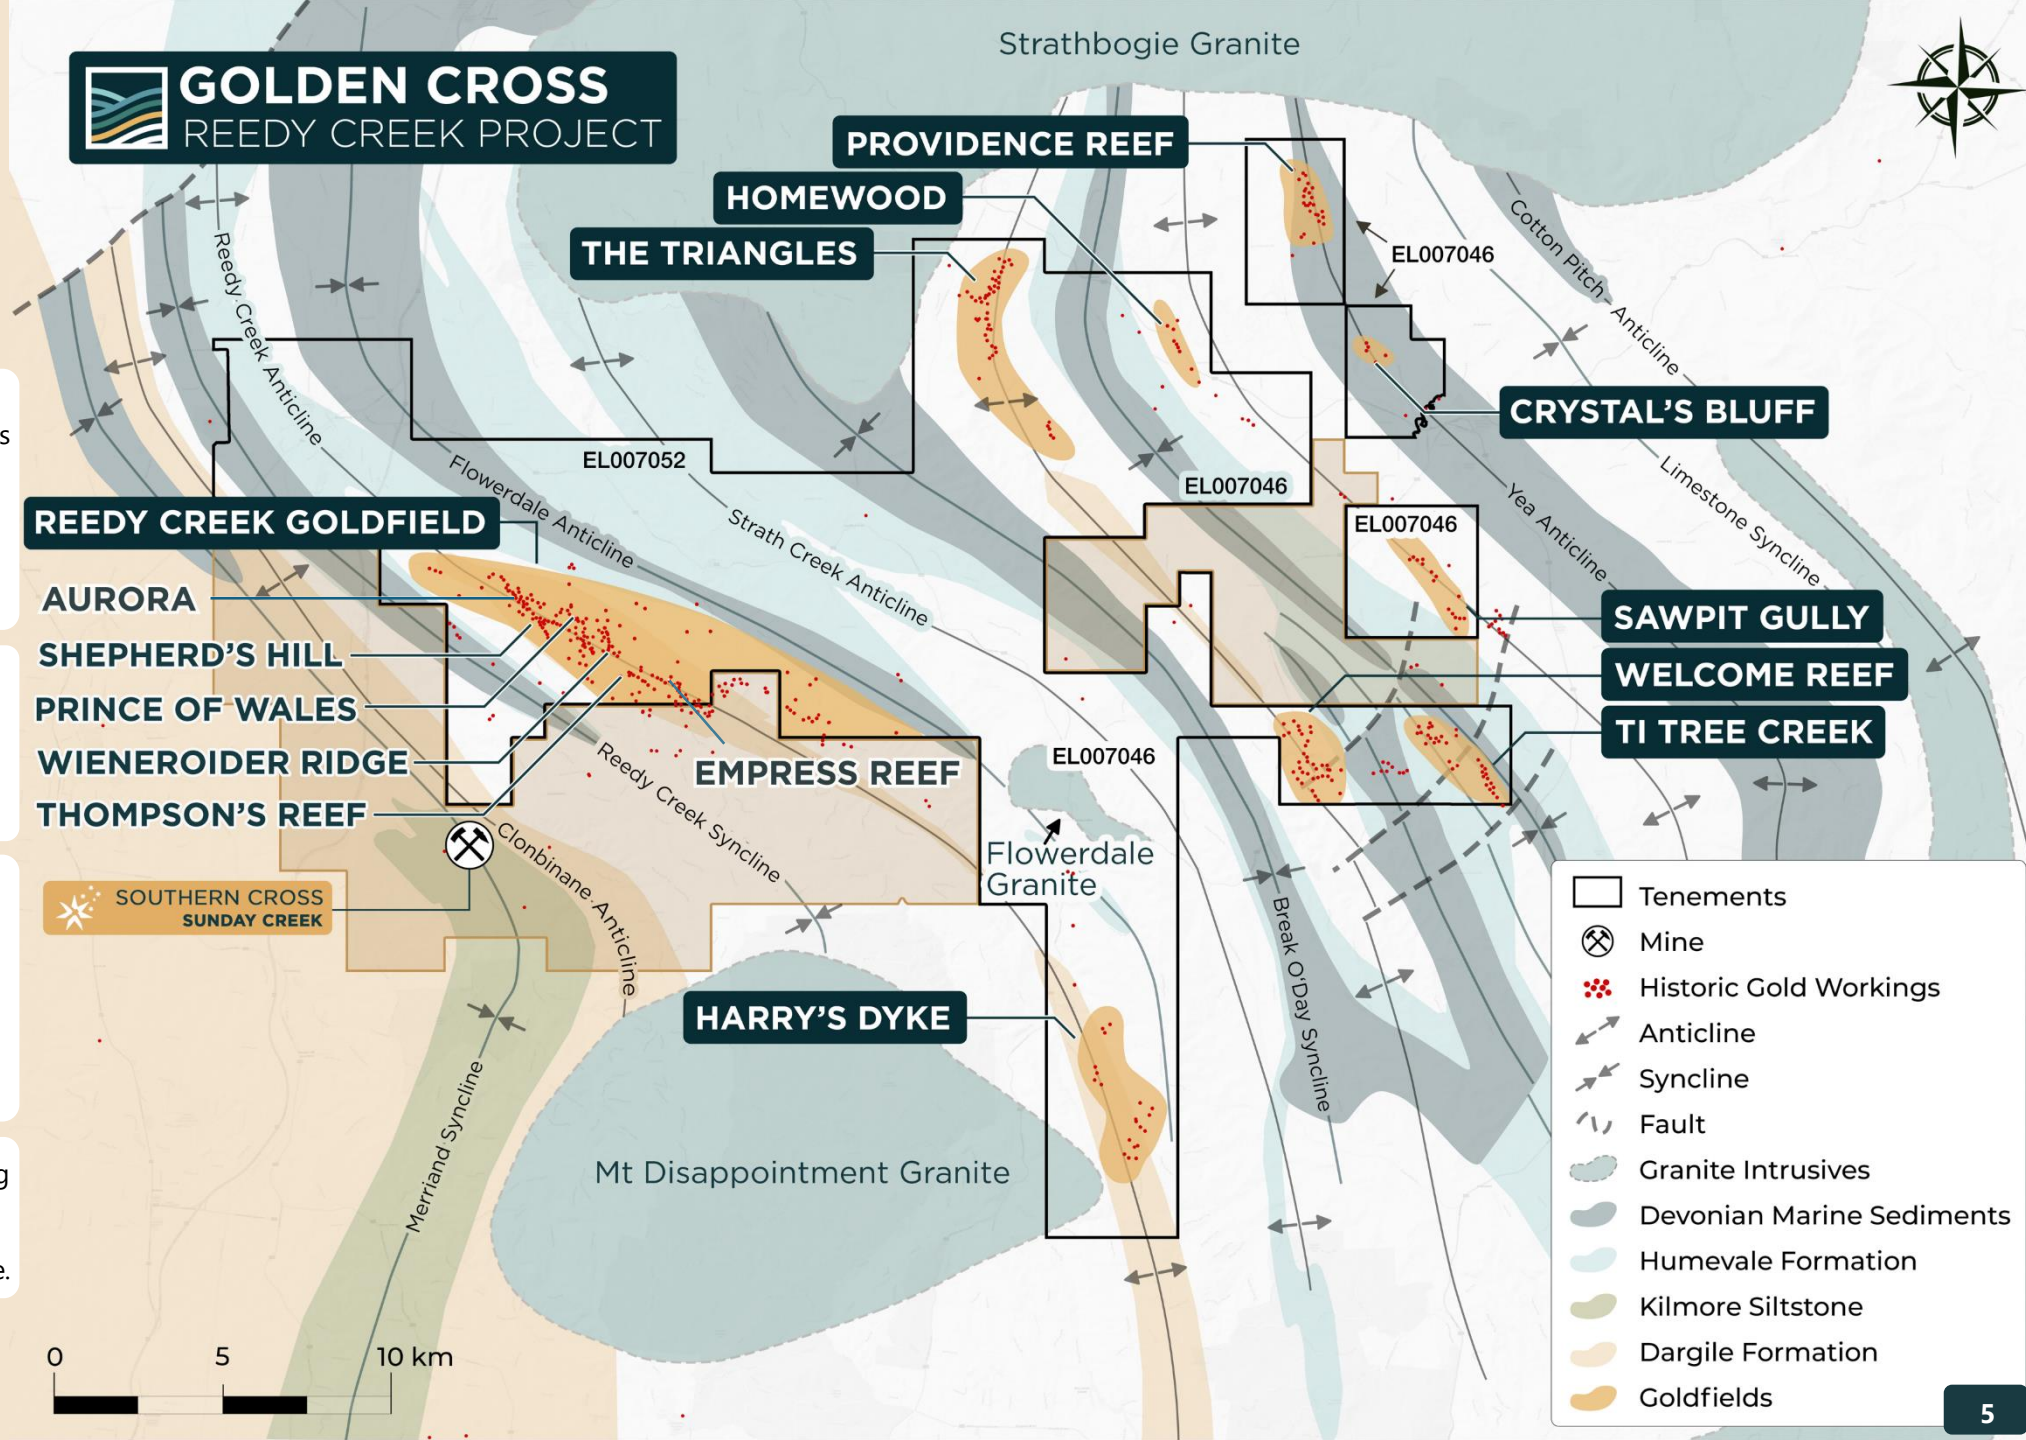 Strathbogie Granite
GOLDEN CROSS
REEDY CREEK PROJECT
PROVIDENCE REEF
HOMEWOOD
THE TRIANGLES
EL007046
Cotton Pitch Anticline
Reedy Creek Anticline
CRYSTAL'S BLUFF
s
EL007052
Flowerdale Anticline
EL007046
Limestone Syncline
Yea Anticline
REEDY CREEK GOLDFIELD
Strath Creek Anticline
EL007046
AURORA
SHEPHERD'S HILL
PRINCE OF WALES
WIENEROIDER RIDGE
THOMPSON'S REEF
SAWPIT GULLY
WELCOME REEF
TI TREE CREEK
EMPRESS REEF
EL007046
Reedy Creek Syncline
Clonbinane Anticline
Flowerdale
Granite
SOUTHERN CROSS
SUNDAY CREEK
Break O'Day Syncline
HARRY'S DYKE
Merriand Syncline
Mt Disappointment Granite
g
e.
0 5 10 km
Tenements
Mine
Historic Gold Workings
Anticline
Syncline
Fault
Granite Intrusives
Devonian Marine Sediments
Humevale Formation
Kilmore Siltstone
Dargile Formation
Goldfields
5